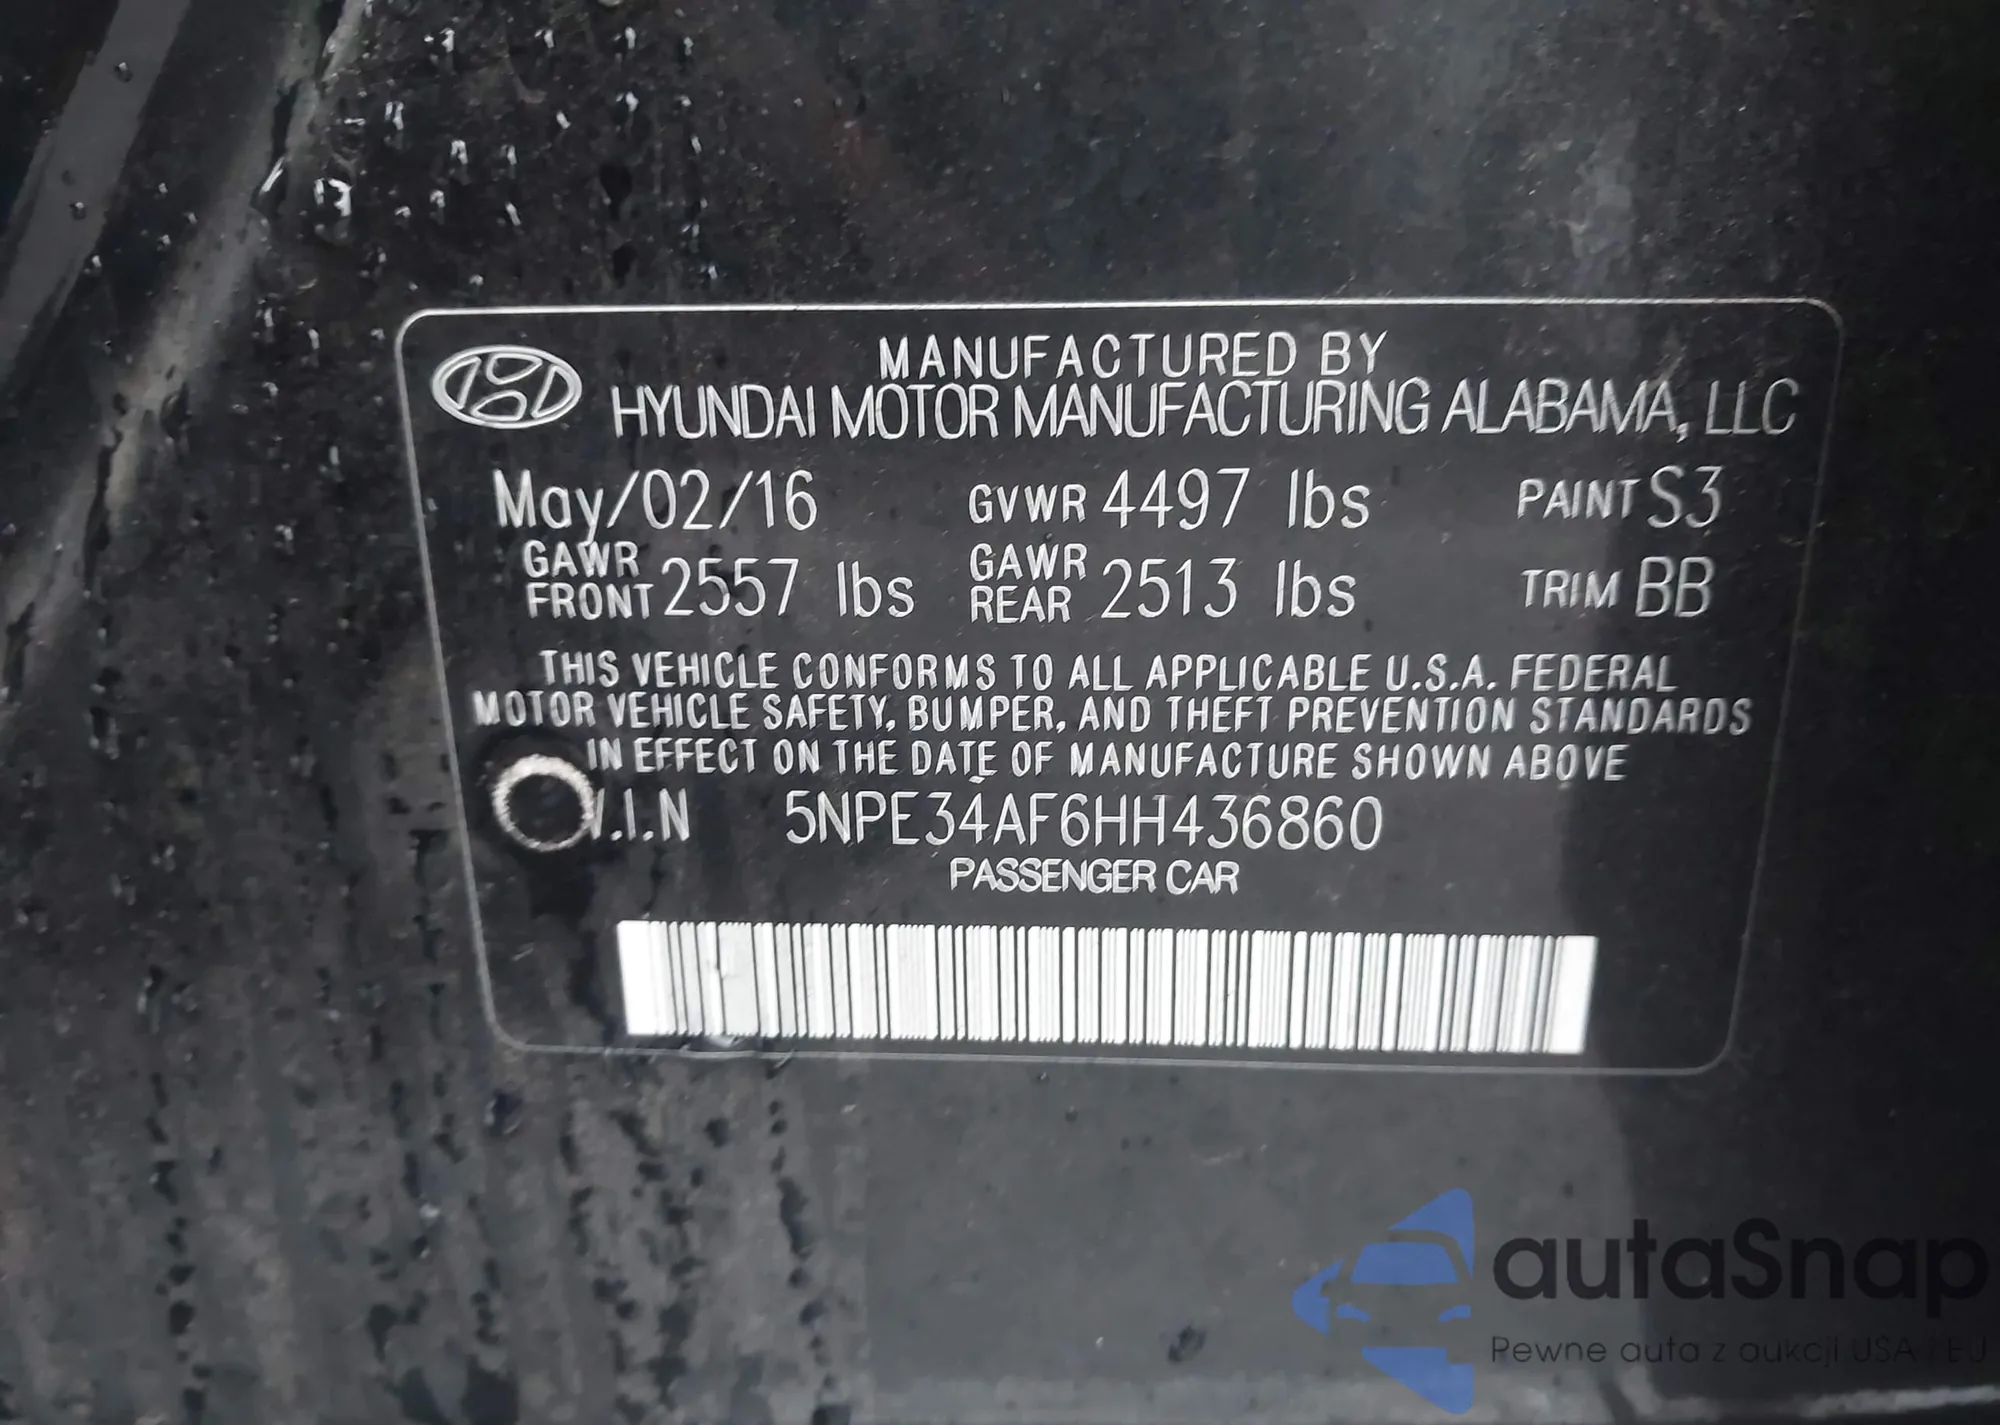 MANUFACTURED BY
HYUNDAI MOTOR MANUFACTURING ALABAMA, LLC
May/02/16 GVWR 4497 lbs PAINT S3
GAWR FRONT 2557 lbs GAWR REAR 2513 lbs TRIM BB
THIS VEHICLE CONFORMS TO ALL APPLICABLE U.S.A. FEDERAL
MOTOR VEHICLE SAFETY, BUMPER, AND THEFT PREVENTION STANDARDS
IN EFFECT ON THE DATE OF MANUFACTURE SHOWN ABOVE
V.I.N 5NPE34AF6HH436860
PASSENGER CAR
autaSnap
Pewne auta z aukcji USA / EU